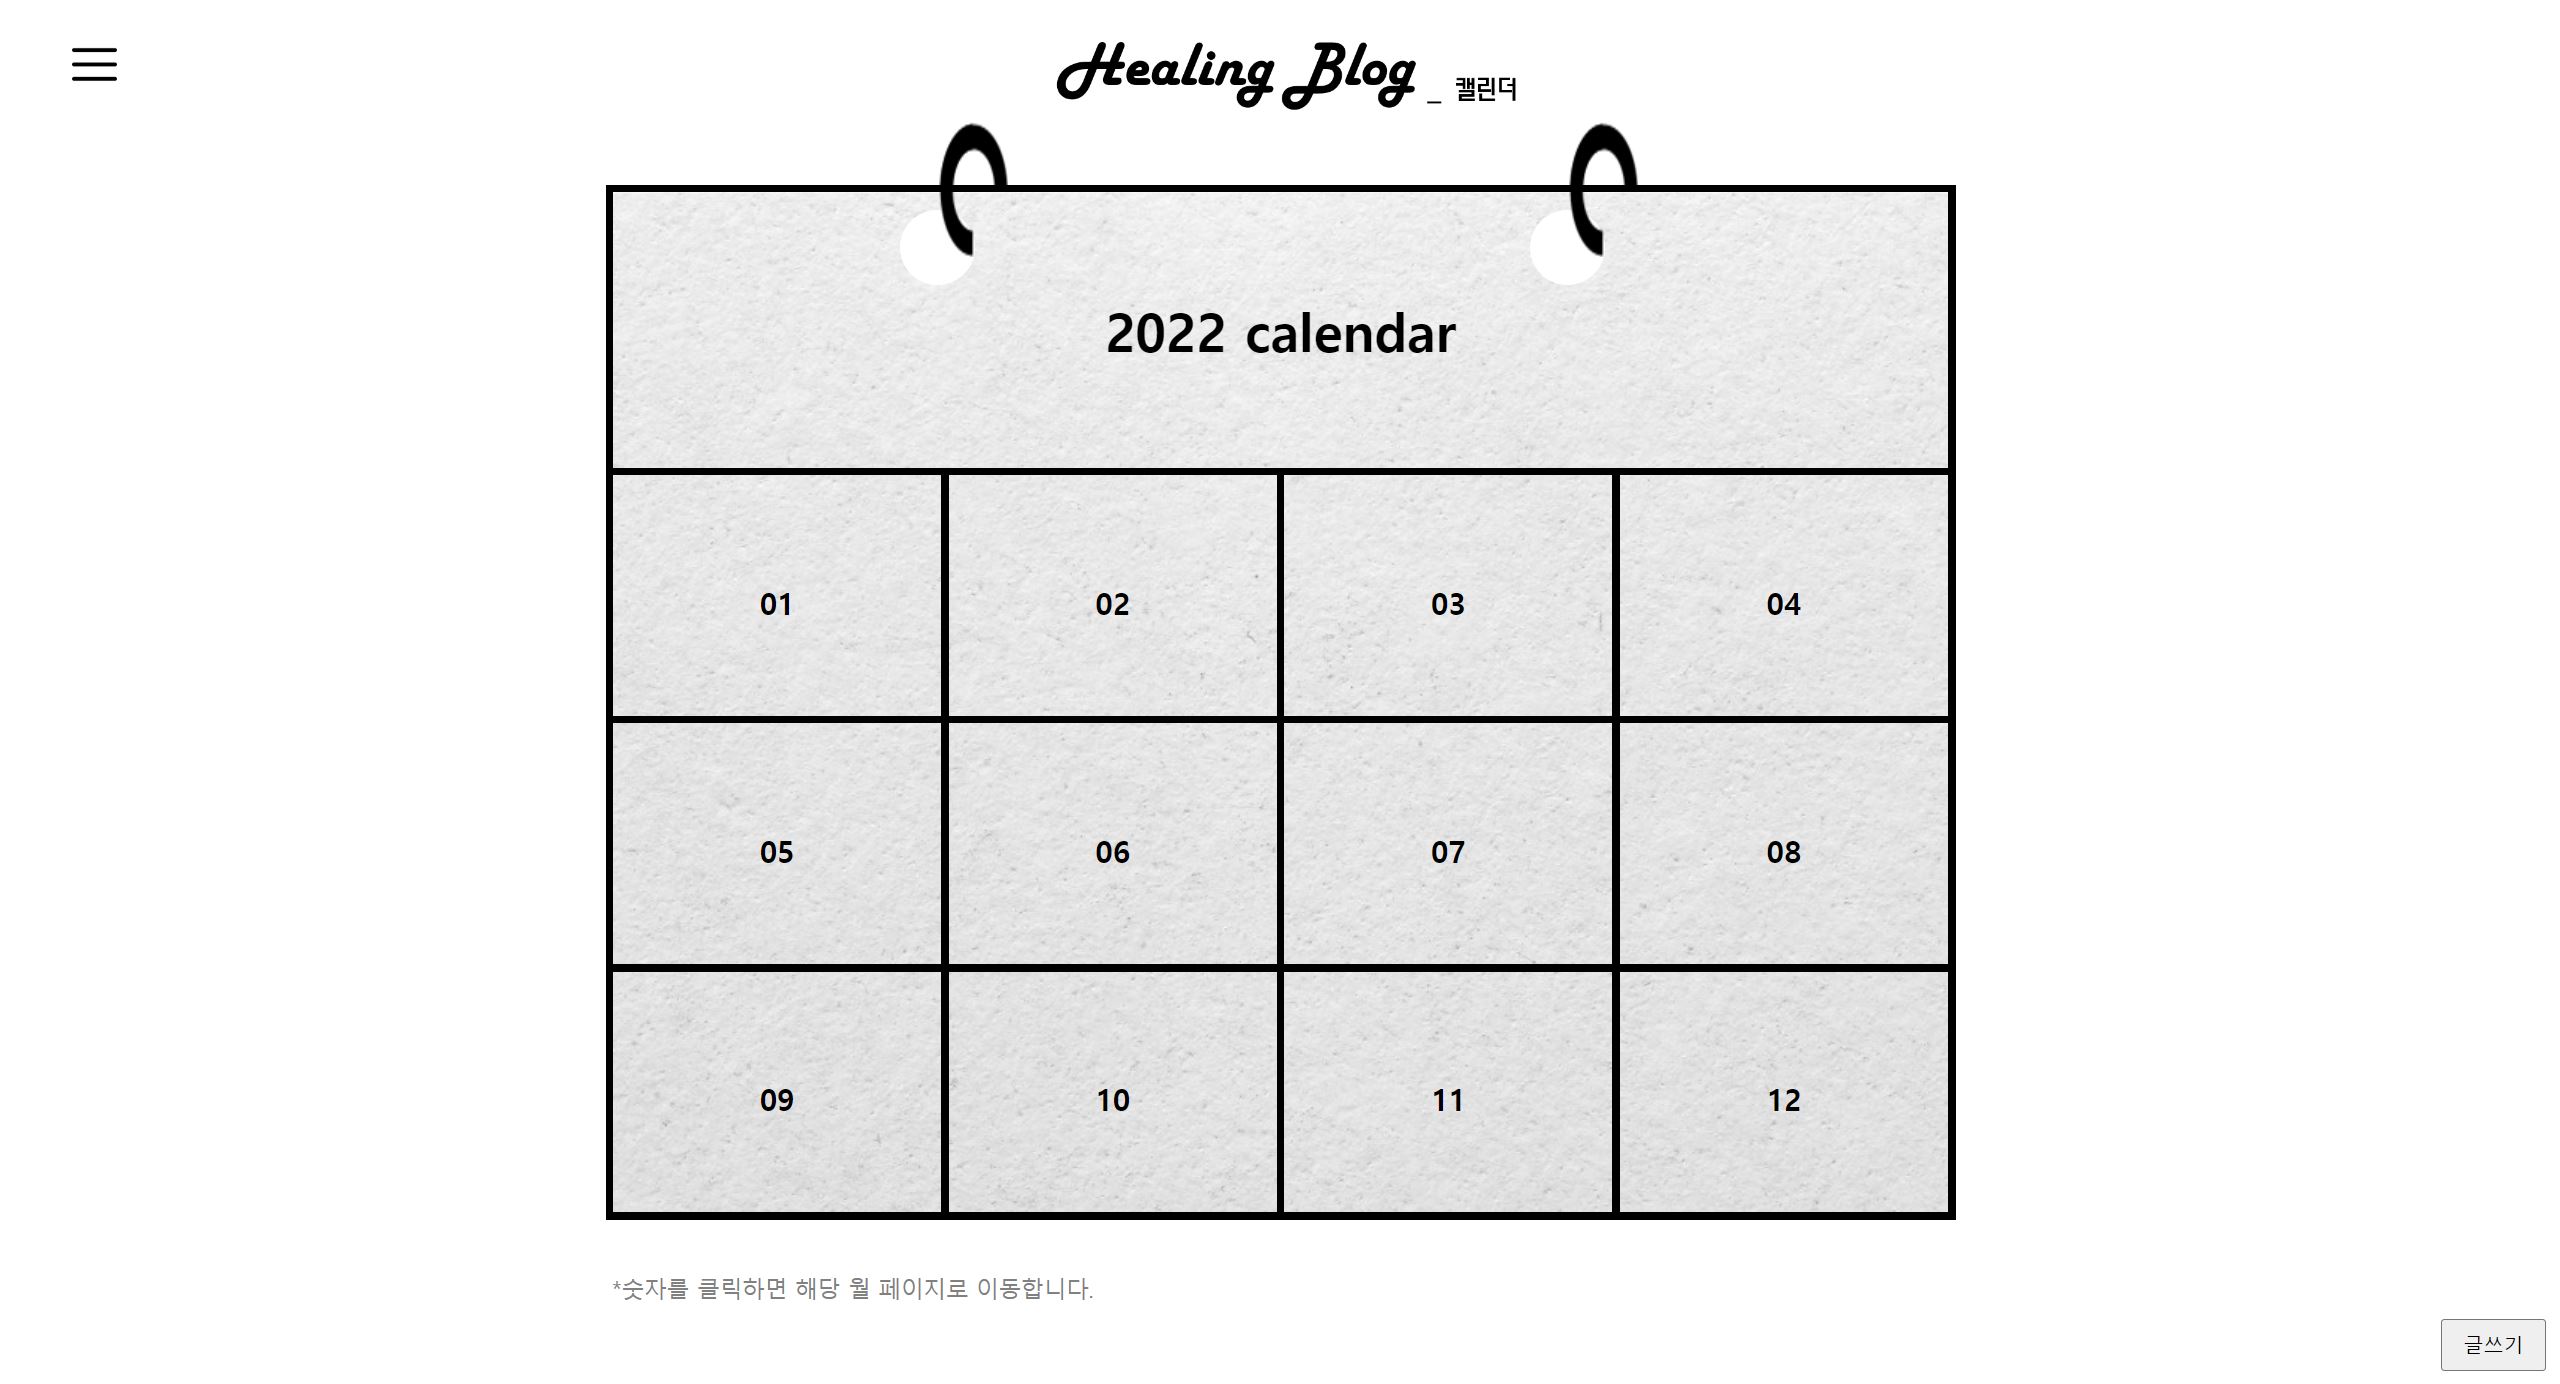 Healing Blog _ 캘린더
2022 calendar
01 02 03 04
05 06 07 08
09 10 11 12
*숫자를 클릭하면 해당 월 페이지로 이동합니다.
글쓰기